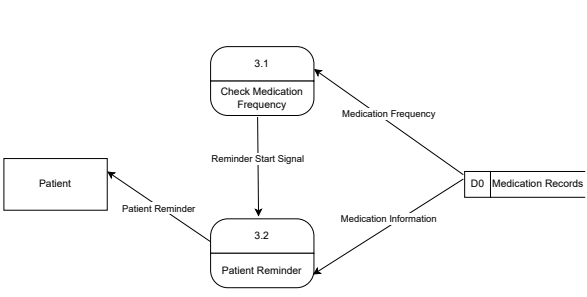 3.1
Check Medication
Frequency
Medication Frequency
Reminder Start Signal
Patient
D0
Medication Records
Patient Reminder
Medication Information
3.2
Patient Reminder